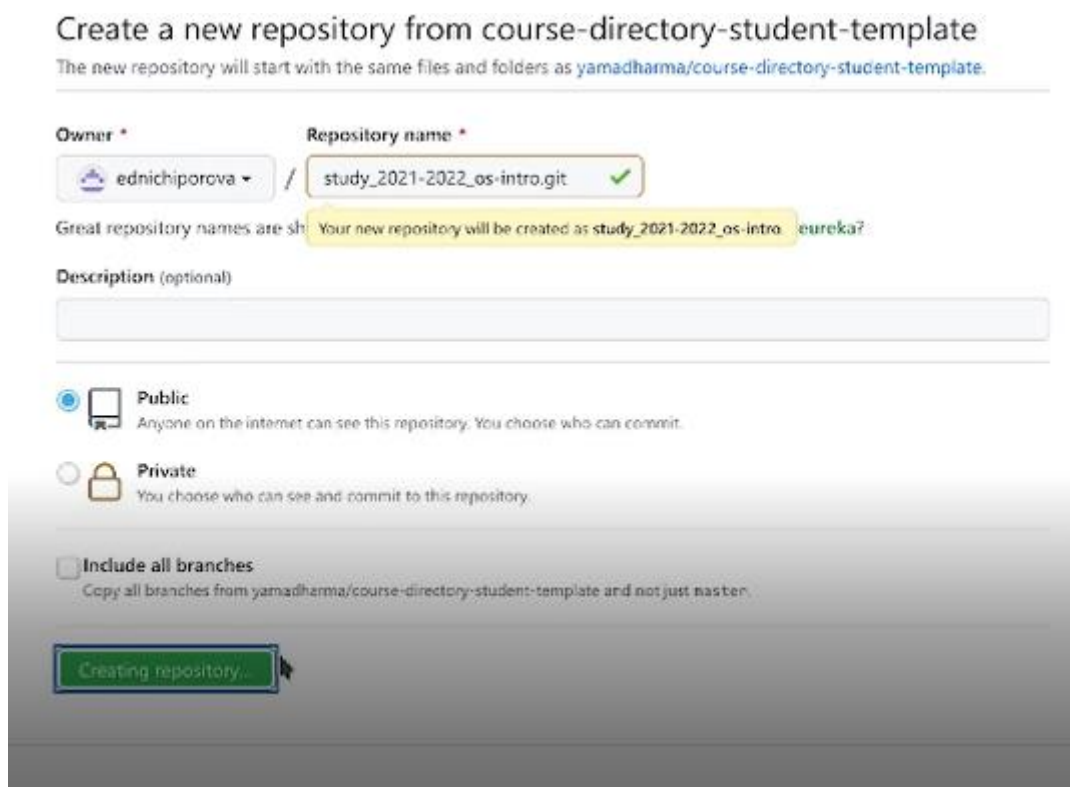 Create a new repository from course-directory-student-template
The new repository will start with the same files and folders as yamadharma/course-directory-student-template.
Owner * Repository name *
ednichiporova / study_2021-2022_os-intro.git
Great repository names are sh Your new repository will be created as study_2021-2022_os-intro. eureka?
Description (optional)
Public
Anyone on the internet can see this repository. You choose who can commit.
Private
You choose who can see and commit to this repository.
Include all branches
Copy all branches from yamadharma/course-directory-student-template and not just master.
Creating repository...